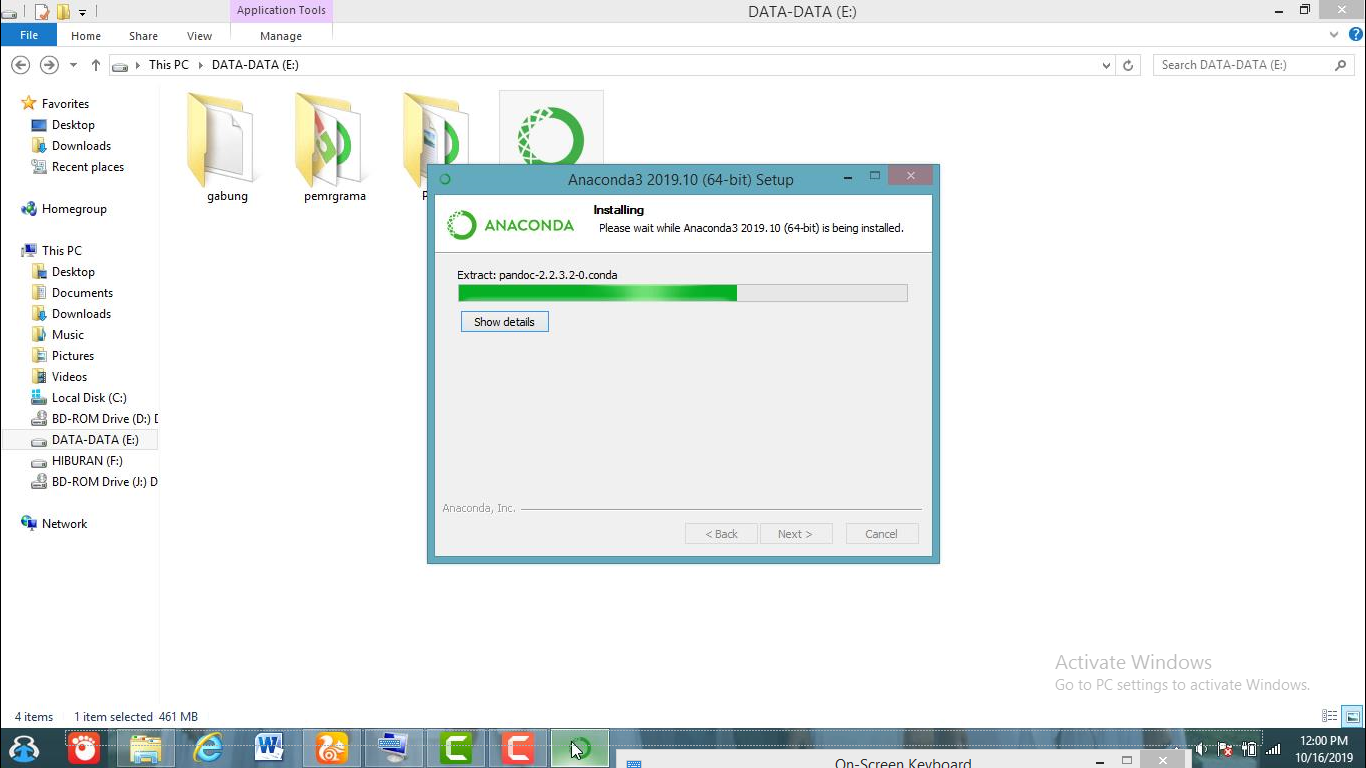 Application Tools
DATA-DATA (E:)
File
Home
Share
View
Manage
This PC
DATA-DATA (E:)
Search DATA-DATA (E:)
Favorites
Desktop
Downloads
Recent places
Homegroup
This PC
Desktop
Documents
Downloads
Music
Pictures
Videos
Local Disk (C:)
BD-ROM Drive (D:) D
DATA-DATA (E:)
HIBURAN (F:)
BD-ROM Drive (J:) D
Network
gabung
pemrgrama
P
Anaconda3 2019.10 (64-bit) Setup
ANACONDA
Installing
Please wait while Anaconda3 2019.10 (64-bit) is being installed.
Extract: pandoc-2.2.3.2-0.conda
Show details
Anaconda, Inc.
< Back
Next >
Cancel
Activate Windows
Go to PC settings to activate Windows.
4 items
1 item selected 461 MB
On-Screen Keyboard
12:00 PM
10/16/2019